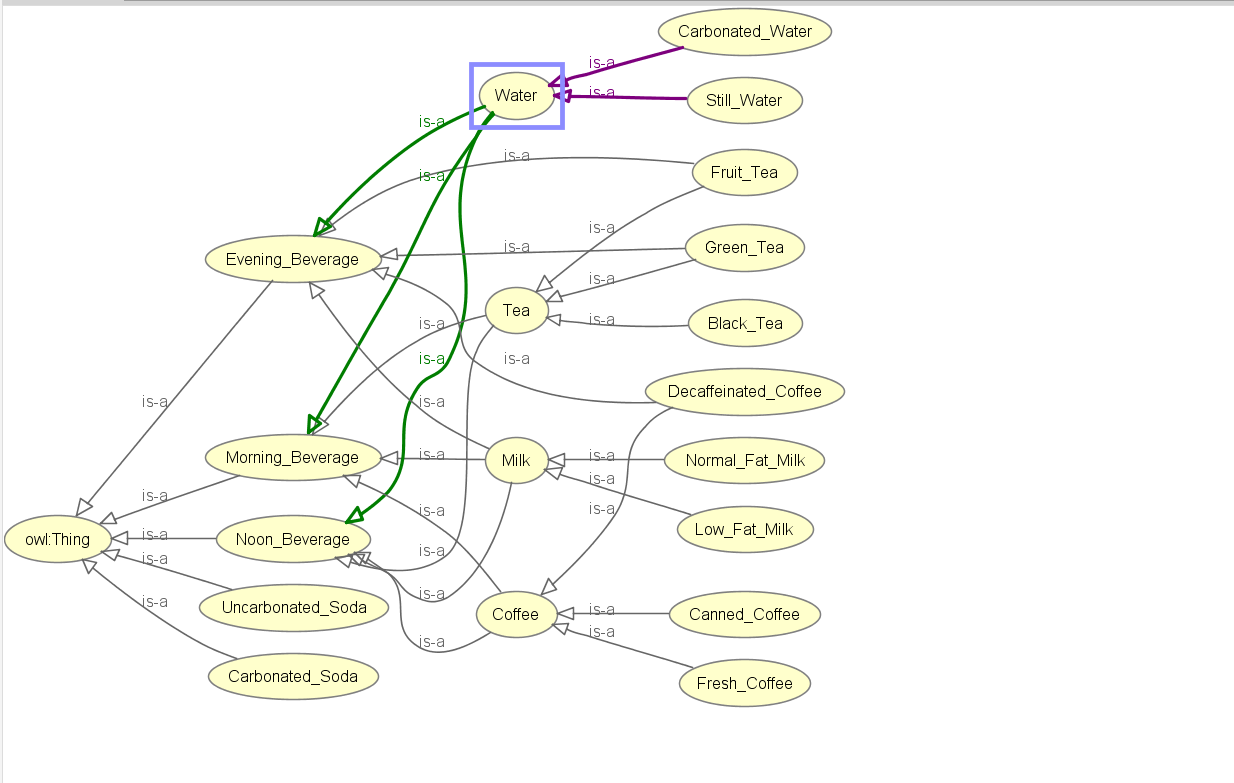 Carbonated_Water
is-a
Water
is-a
Still_Water
is-a
is-a
Fruit_Tea
is-a
is-a
Green_Tea
is-a
Evening_Beverage
is-a
Tea
is-a
Black_Tea
is-a
is-a
is-a
Decaffeinated_Coffee
is-a
is-a
Morning_Beverage
is-a
Milk
is-a
Normal_Fat_Milk
is-a
is-a
is-a
is-a
Low_Fat_Milk
owl:Thing
is-a
Noon_Beverage
is-a
is-a
is-a
is-a
Uncarbonated_Soda
Coffee
is-a
Canned_Coffee
is-a
is-a
Carbonated_Soda
Fresh_Coffee